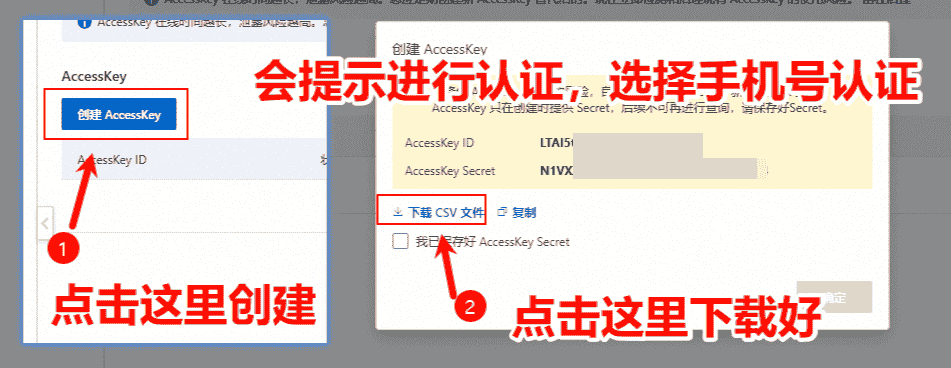 AccessKey 在线时间越长，泄露风险越高。
AccessKey
创建 AccessKey
AccessKey ID
1
点击这里创建
创建 AccessKey
会提示进行认证，选择手机号认证
AccessKey 只在创建时提供 Secret，后续不可再进行查询，请保存好Secret。
AccessKey ID LTAI5
AccessKey Secret N1VX
下载 CSV 文件 复制
我已保存好 AccessKey Secret
确定
2
点击这里下载好